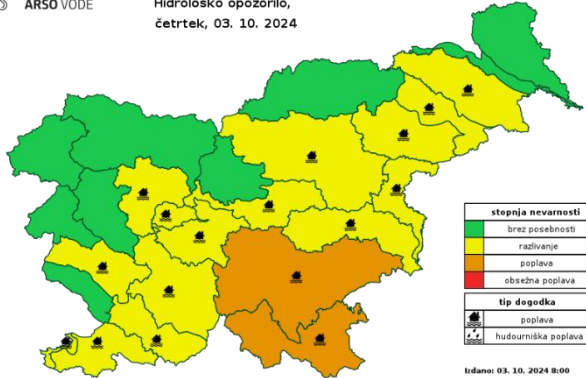 ARSO VODE
Hidrološko opozorilo,
četrtek, 03. 10. 2024
stopnja nevarnosti
brez posebnosti
razlivanje
poplava
obsežna poplava
tip dogodka
poplava
hudourniška poplava
Izdano: 03. 10. 2024 8:00